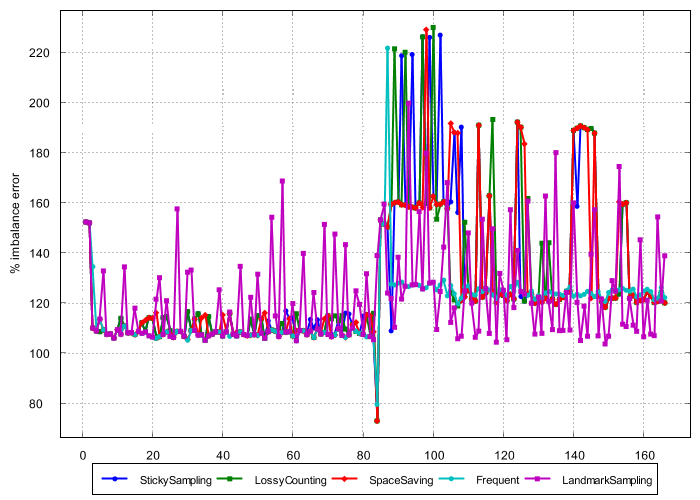 220
200
180
160
140
120
100
80
% imbalance error
0 20 40 60 80 100 120 140 160
StickySampling LossyCounting SpaceSaving Frequent LandmarkSampling